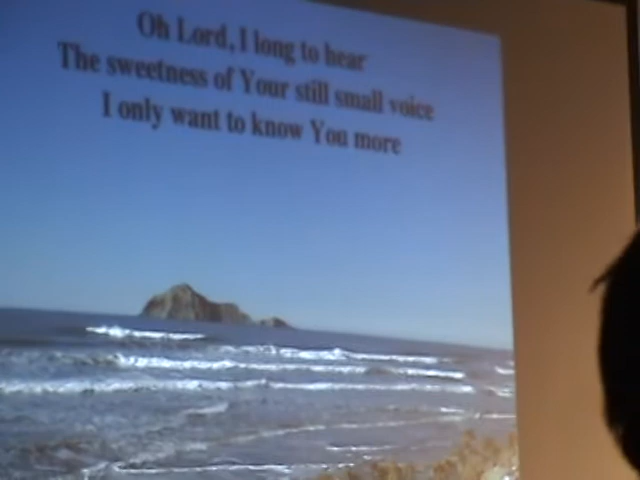 Oh Lord, I long to hear
The sweetness of Your still small voice
I only want to know You more